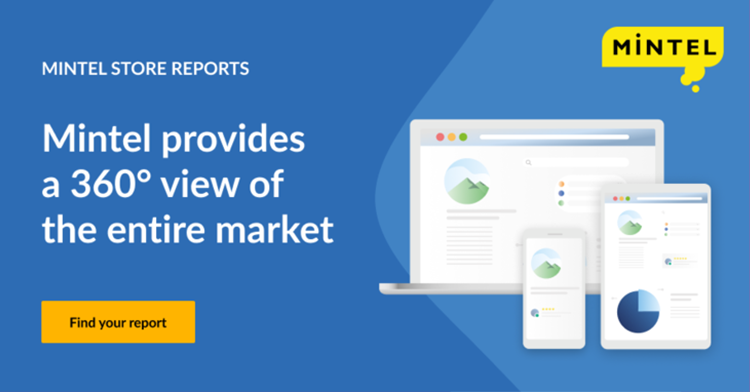 MINTEL STORE REPORTS
MiNTEL
Mintel provides
a 360° view of
the entire market
Find your report